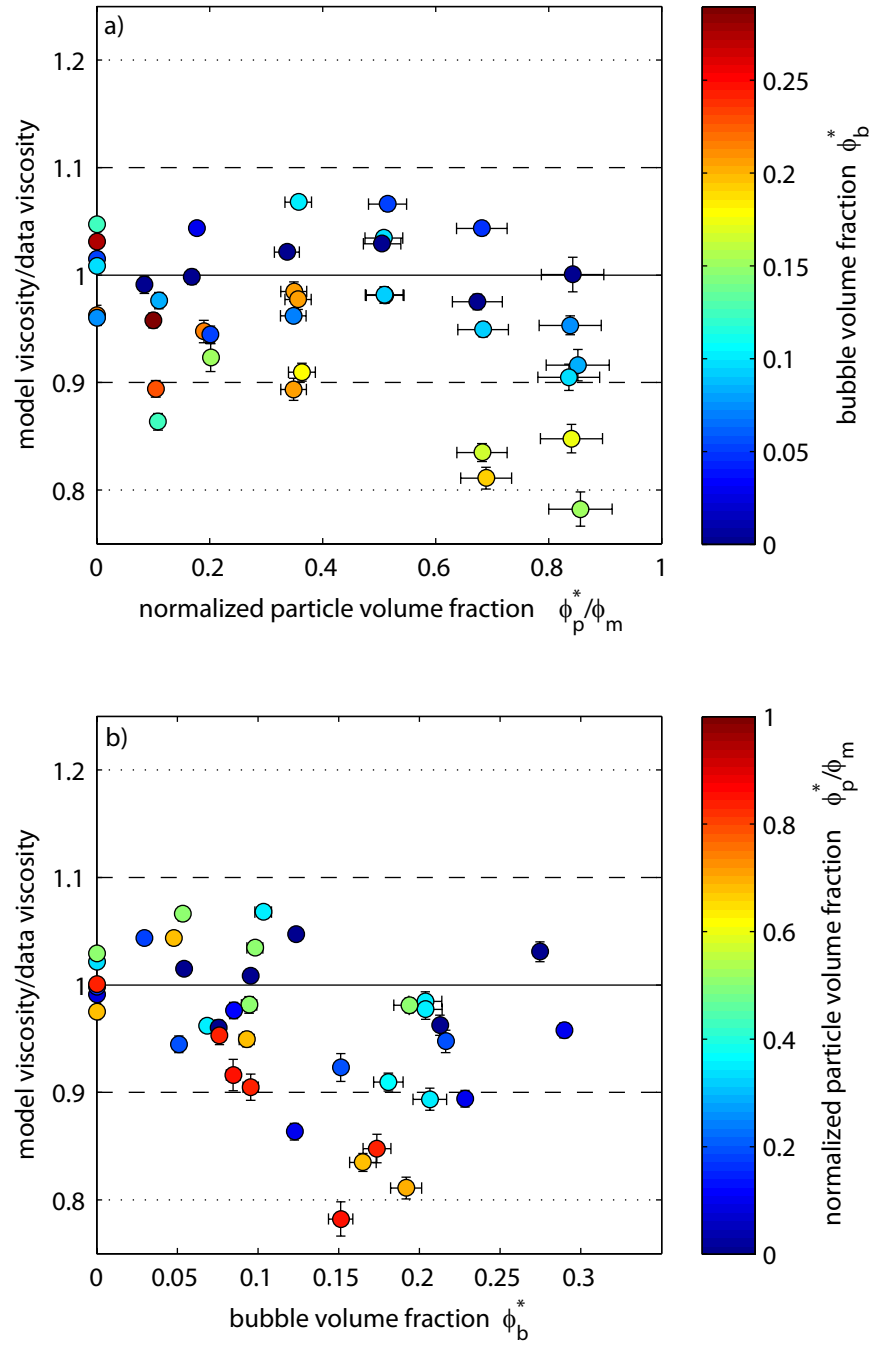 a)
1.2
1.1
1
0.9
0.8
model viscosity/data viscosity
0 0.2 0.4 0.6 0.8 1
normalized particle volume fraction ϕ*p/ϕm
0.25
0.2
0.15
0.1
0.05
0
bubble volume fraction ϕ*b
b)
1.2
1.1
1
0.9
0.8
model viscosity/data viscosity
0 0.05 0.1 0.15 0.2 0.25 0.3
bubble volume fraction ϕ*b
1
0.8
0.6
0.4
0.2
0
normalized particle volume fraction ϕ*p/ϕm